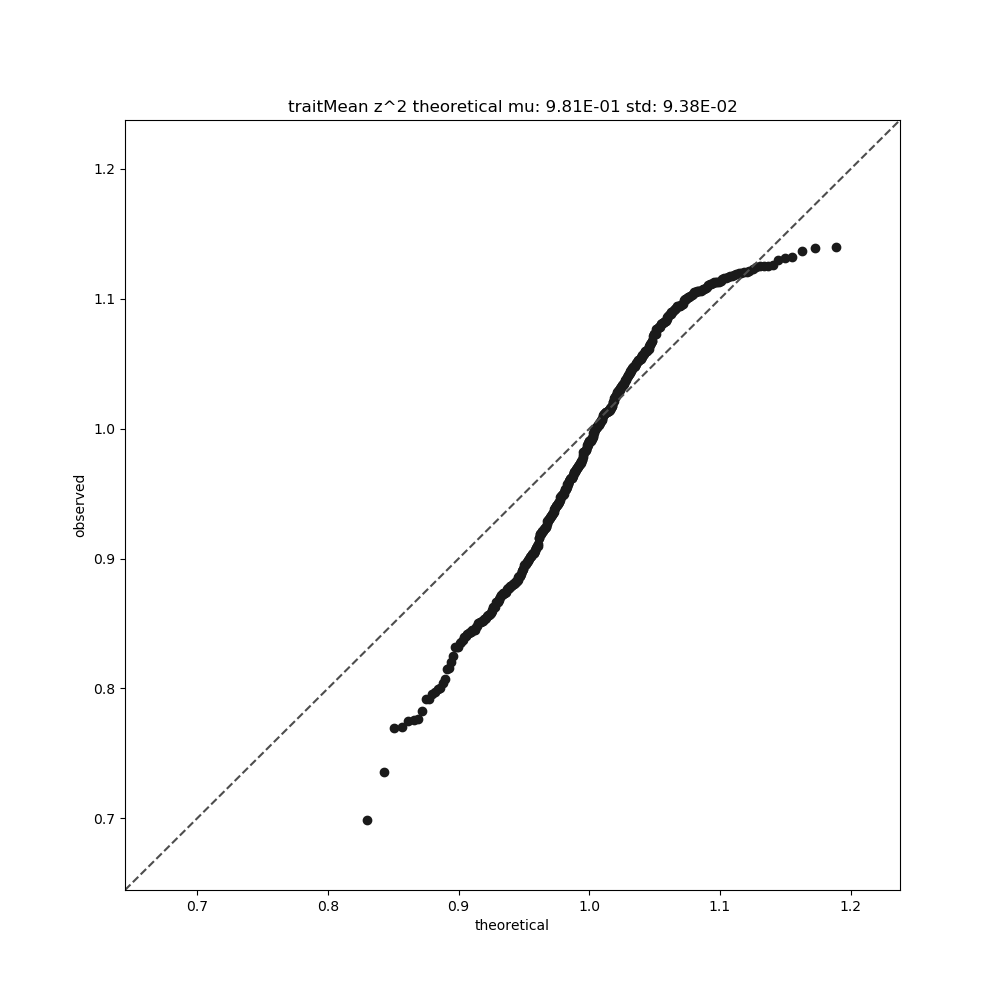 traitMean z^2 theoretical mu: 9.81E-01 std: 9.38E-02
1.2
1.1
1.0
0.9
0.8
0.7
observed
0.7 0.8 0.9 1.0 1.1 1.2
theoretical